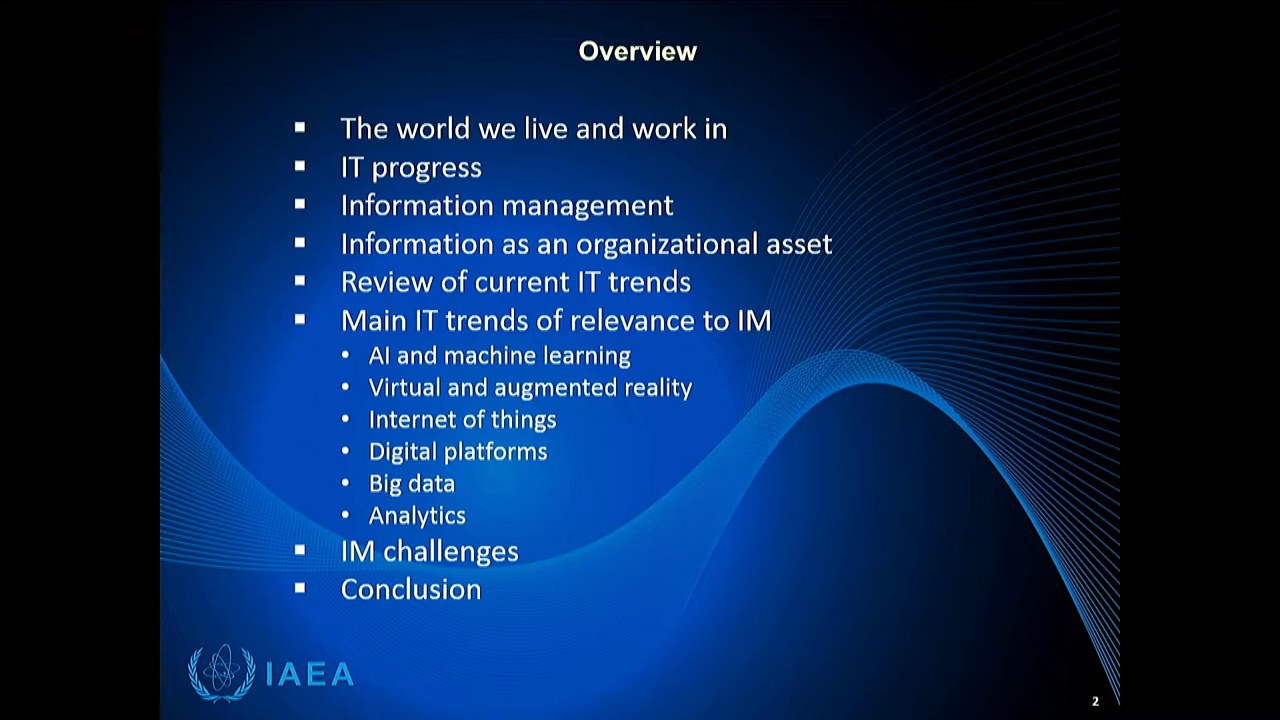 Overview
▪ The world we live and work in
▪ IT progress
▪ Information management
▪ Information as an organizational asset
▪ Review of current IT trends
▪ Main IT trends of relevance to IM
• AI and machine learning
• Virtual and augmented reality
• Internet of things
• Digital platforms
• Big data
• Analytics
▪ IM challenges
▪ Conclusion
IAEA
2